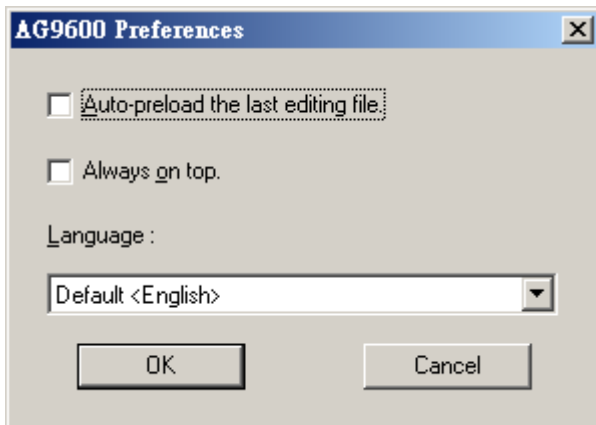 AG9600 Preferences
Auto-preload the last editing file.
Always on top.
Language :
Default <English>
OK Cancel